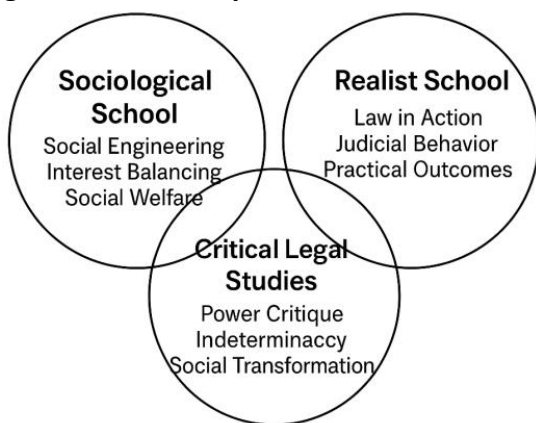 Sociological
School
Social Engineering
Interest Balancing
Social Welfare
Realist School
Law in Action
Judicial Behavior
Practical Outcomes
Critical Legal
Studies
Power Critique
Indeterminaccy
Social Transformation